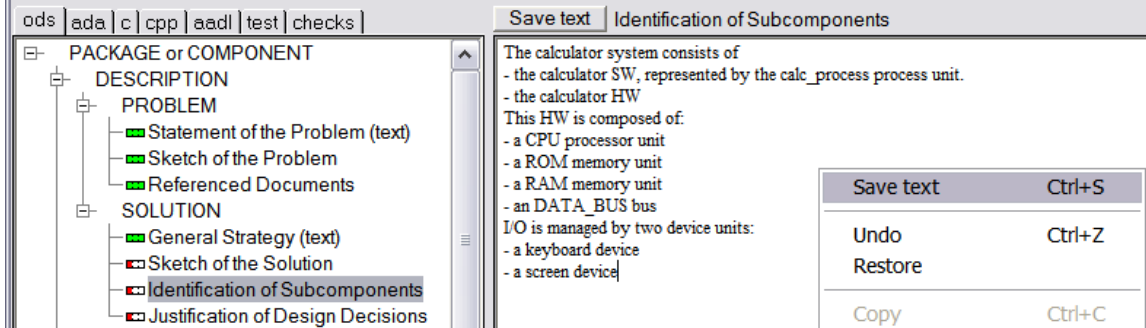 ods ada c cpp aadl test checks
PACKAGE or COMPONENT
DESCRIPTION
PROBLEM
Statement of the Problem (text)
Sketch of the Problem
Referenced Documents
SOLUTION
General Strategy (text)
Sketch of the Solution
Identification of Subcomponents
Justification of Design Decisions
Save text Identification of Subcomponents
The calculator system consists of
- the calculator SW, represented by the calc_process process unit.
- the calculator HW
This HW is composed of:
- a CPU processor unit
- a ROM memory unit
- a RAM memory unit
- an DATA_BUS bus
I/O is managed by two device units:
- a keyboard device
- a screen device
Save text Ctrl+S
Undo Ctrl+Z
Restore
Copy Ctrl+C